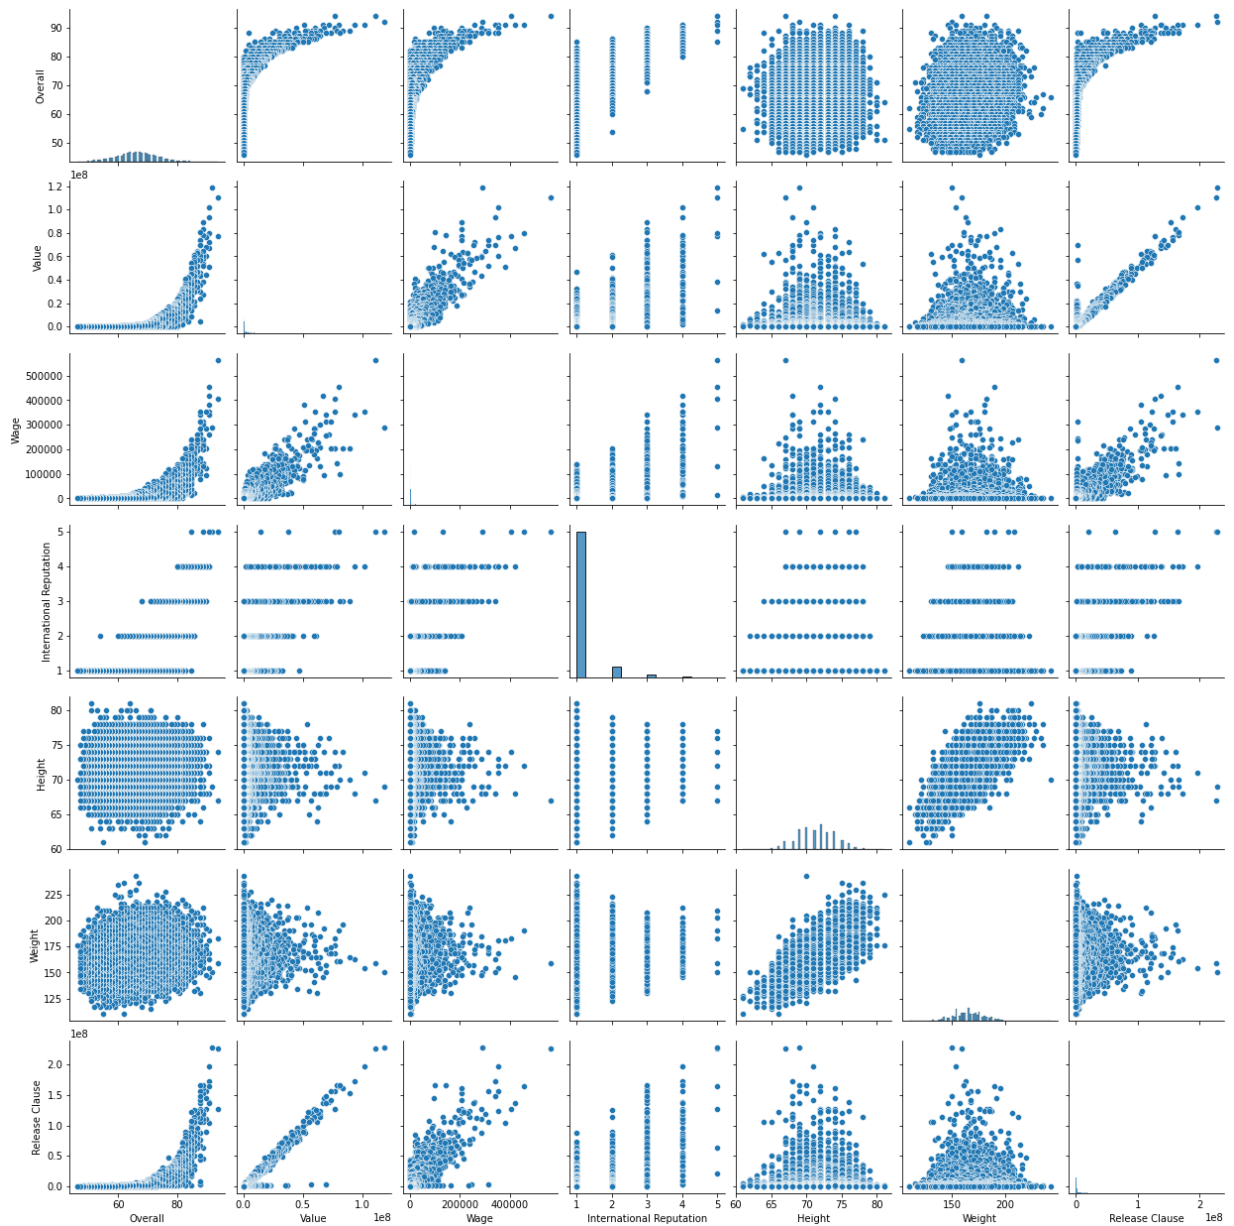 90
80
70
60
50
Overall
1e8
1.2
1.0
0.8
0.6
0.4
0.2
0.0
Value
500000
400000
300000
200000
100000
0
Wage
5
4
3
2
1
International Reputation
80
75
70
65
60
Height
225
200
175
150
125
Weight
1e8
2.0
1.5
1.0
0.5
0.0
Release Clause
60 80
Overall
0.0 0.5 1.0
1e8
Value
0 200000 400000
Wage
1 2 3 4 5
International Reputation
60 65 70 75 80
Height
150 200
Weight
0 1 2
1e8
Release Clause